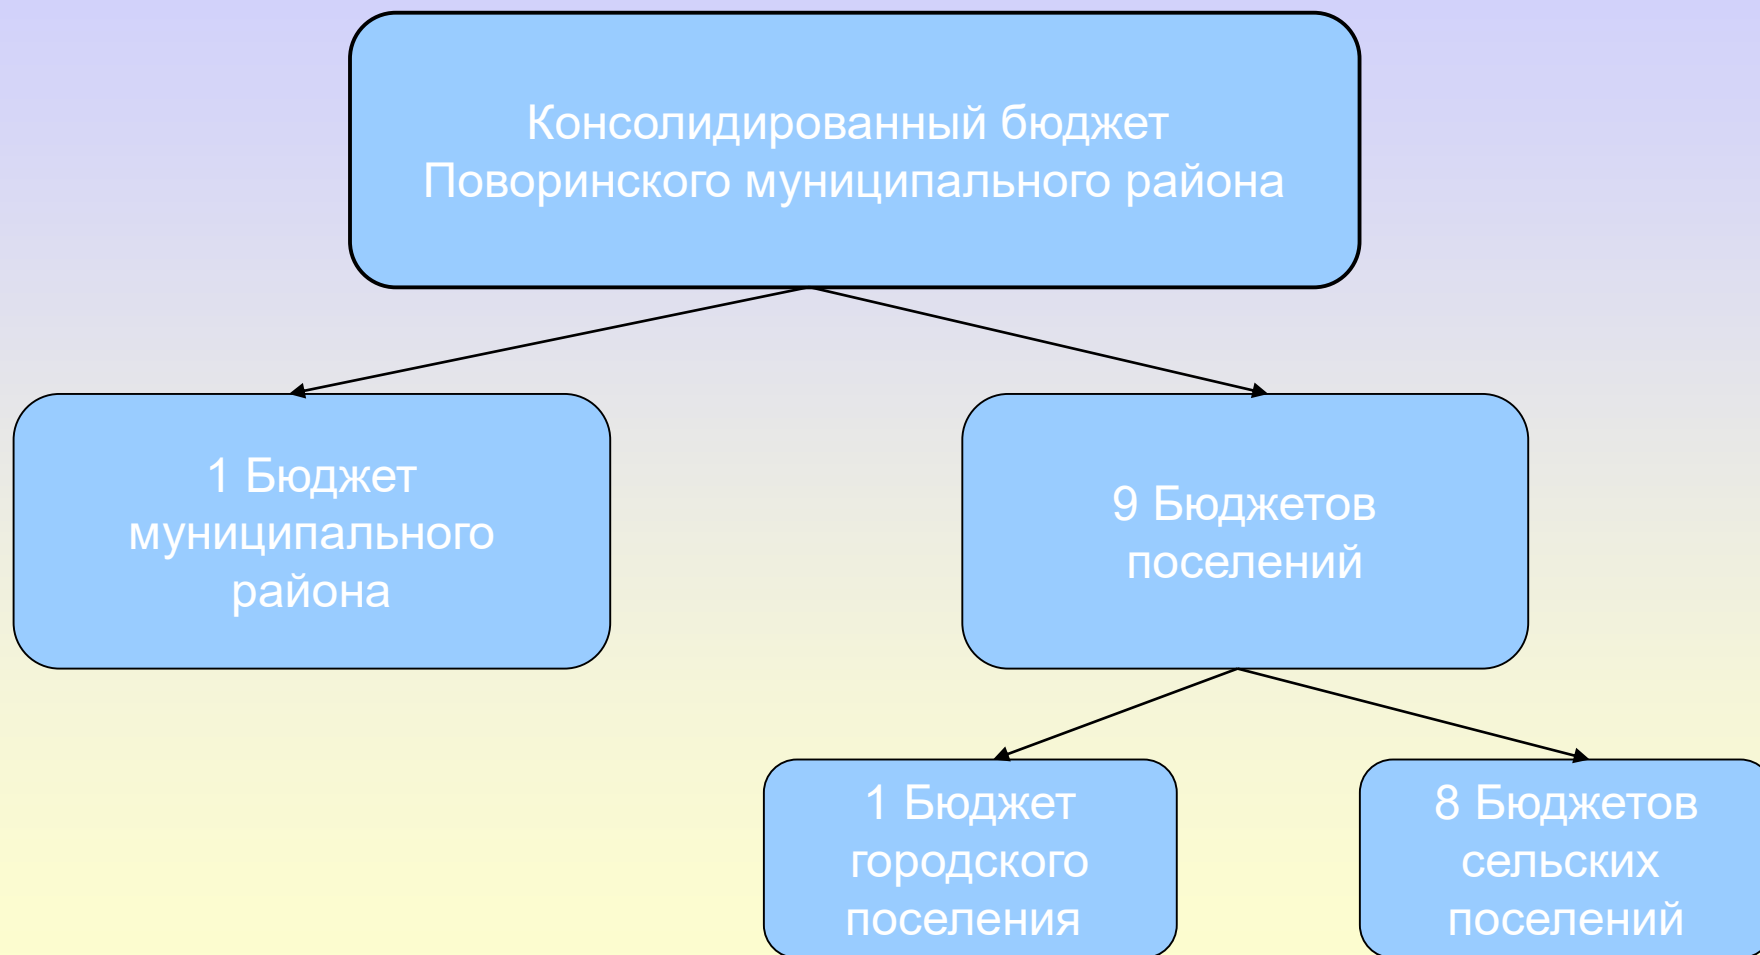 Консолидированный бюджет
Поворинского муниципального района
1 Бюджет
муниципального
района
9 Бюджетов
поселений
1 Бюджет
городского
поселения
8 Бюджетов
сельских
поселений